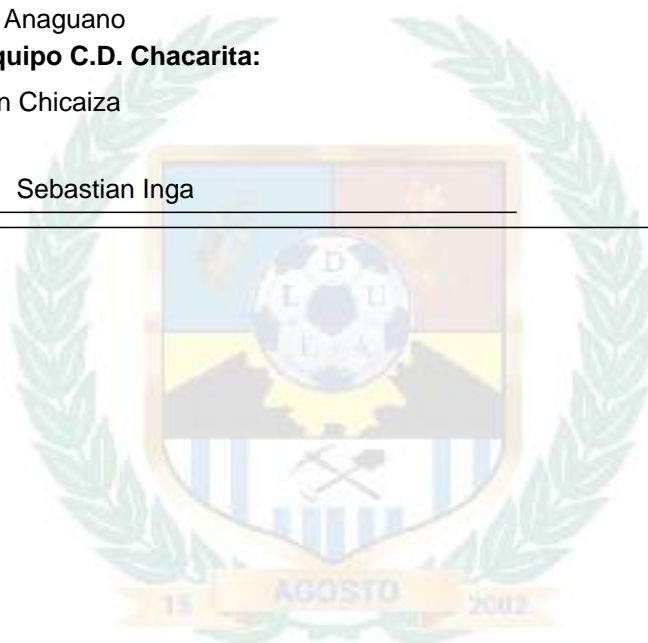 Anaguano
quipo C.D. Chacarita:
n Chicaiza
Sebastian Inga
D
L U
L A
15 AGOSTO 2002